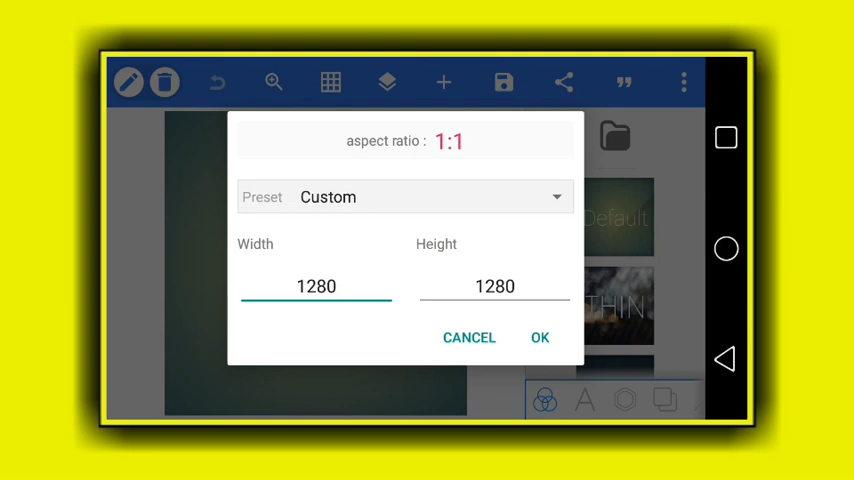 aspect ratio : 1:1
Preset Custom
Width Height
1280 1280
CANCEL OK
Default
THIN
A